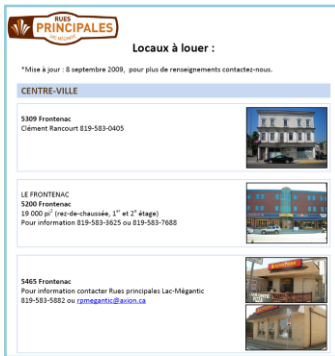 RUES
PRINCIPALES
Locaux à louer :
*Mise à jour : 8 septembre 2009, pour plus de renseignements contactez-nous.
CENTRE-VILLE
5309 Frontenac
Clément Rancourt 819-583-0405
LE FRONTENAC
5200 Frontenac
19 000 pi² (rez-de-chaussée, 1er et 2e étage)
Pour information 819-583-3625 ou 819-583-7688
5465 Frontenac
Pour information contacter Rues principales Lac-Mégantic
819-583-5882 ou rpmegantic@axion.ca